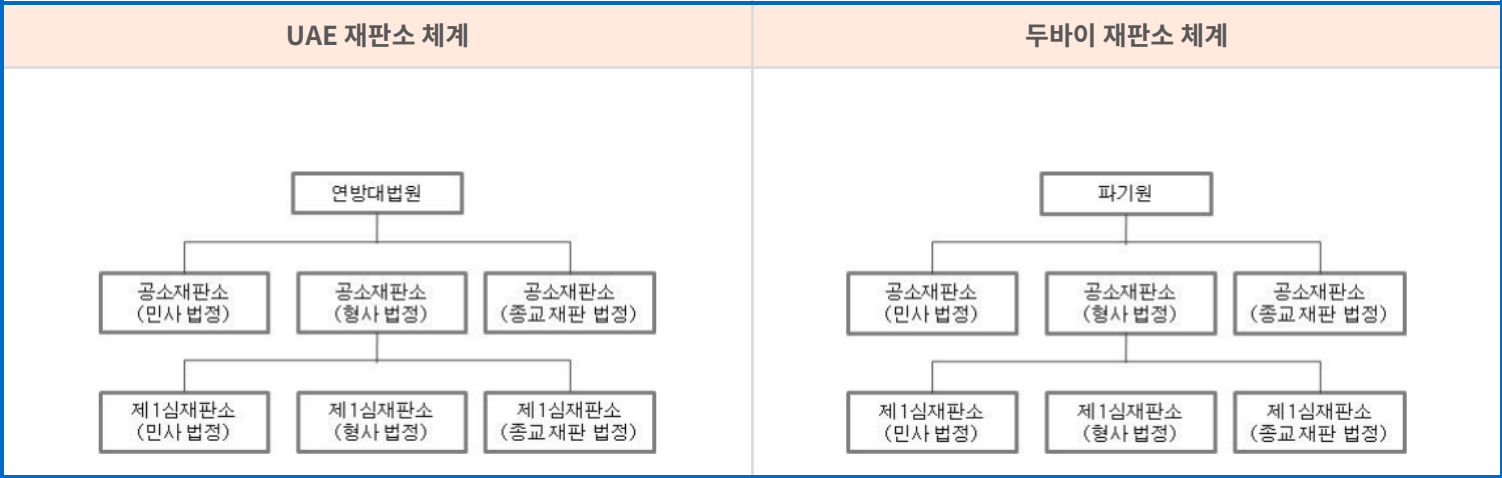 UAE 재판소 체계
두바이 재판소 체계
연방대법원
공소재판소
(민사 법정)
공소재판소
(형사 법정)
공소재판소
(종교재판 법정)
제1심재판소
(민사 법정)
제1심재판소
(형사 법정)
제1심재판소
(종교재판 법정)
파기원
공소재판소
(민사 법정)
공소재판소
(형사 법정)
공소재판소
(종교재판 법정)
제1심재판소
(민사 법정)
제1심재판소
(형사 법정)
제1심재판소
(종교재판 법정)